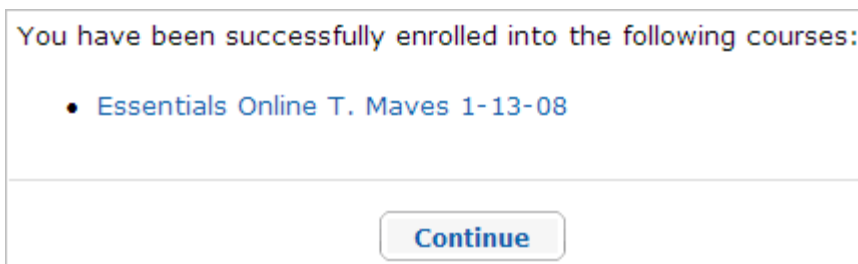 You have been successfully enrolled into the following courses:
• Essentials Online T. Maves 1-13-08
Continue